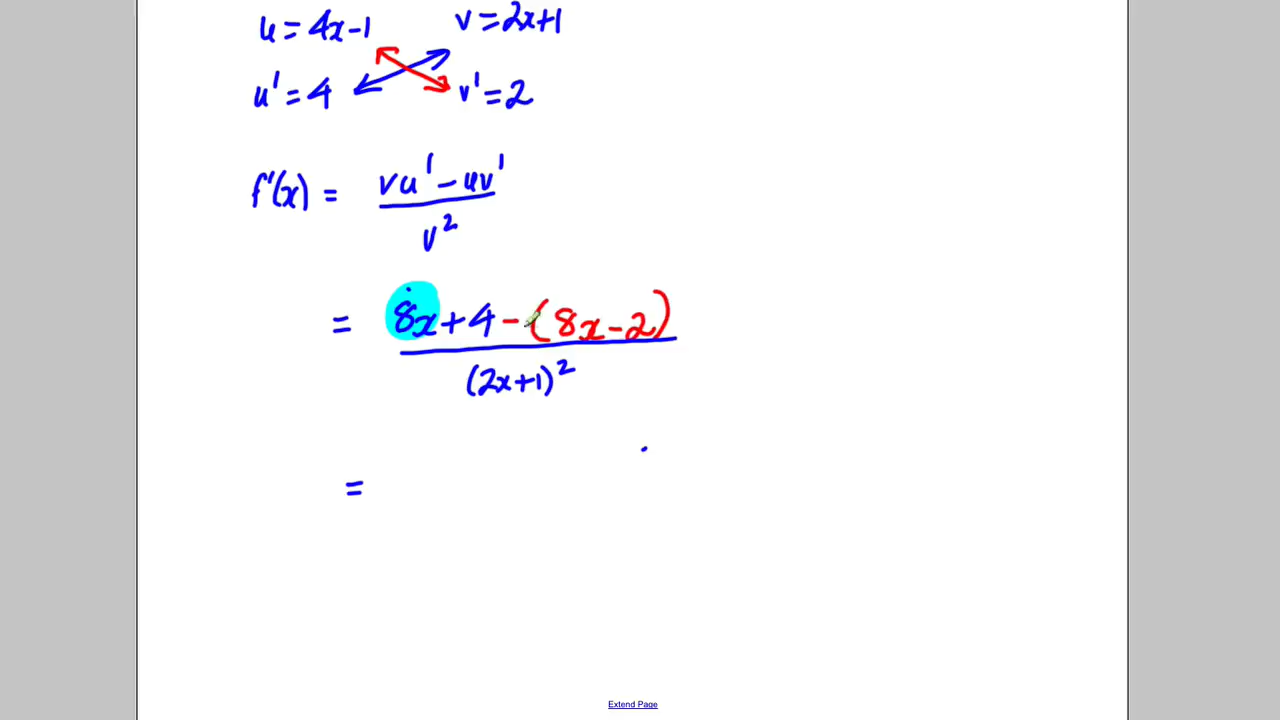 u = 4x-1 v = 2x+1
u' = 4 v' = 2
f'(x) = vu' - uv' / v²
= 8x + 4 - (8x - 2) / (2x+1)²
=
Extend Page